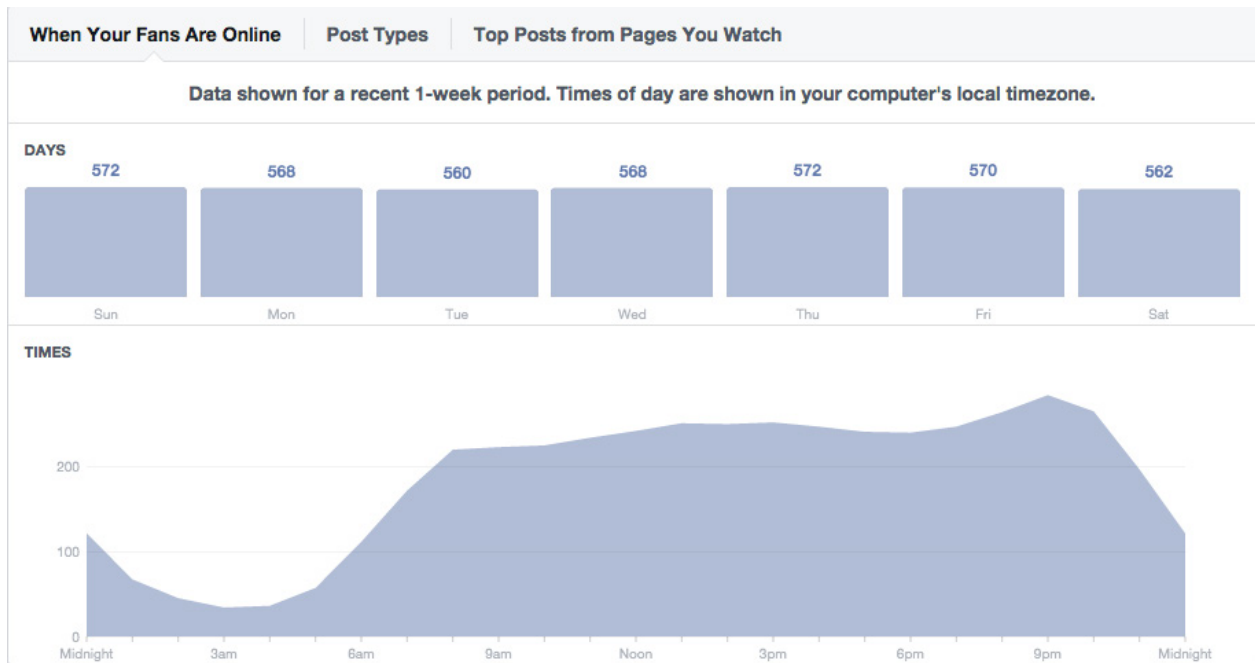 When Your Fans Are Online Post Types Top Posts from Pages You Watch
Data shown for a recent 1-week period. Times of day are shown in your computer's local timezone.
DAYS
572 568 560 568 572 570 562
Sun Mon Tue Wed Thu Fri Sat
TIMES
200
100
0
Midnight 3am 6am 9am Noon 3pm 6pm 9pm Midnight